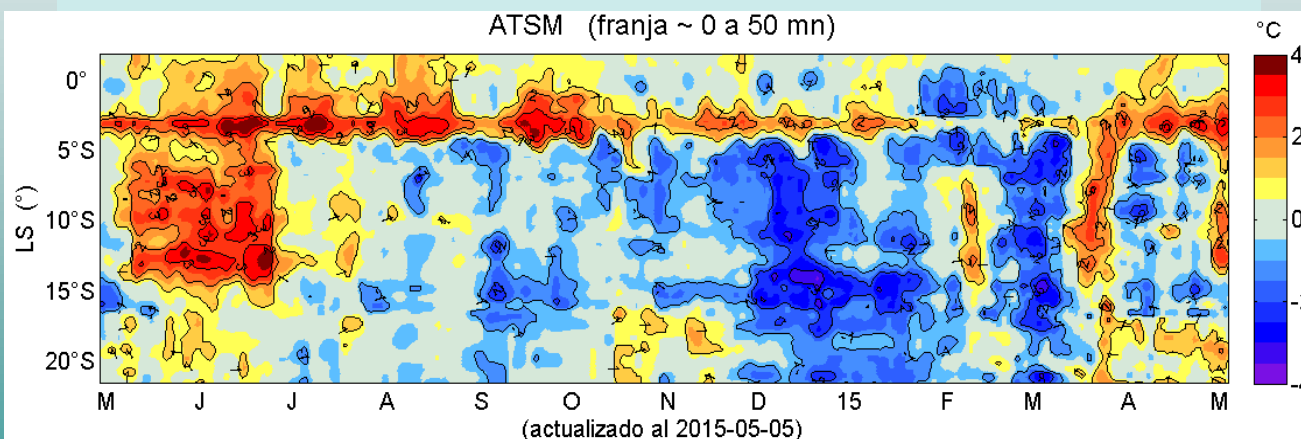 ATSM (franja ~ 0 a 50 mn)
°C
LS (°)
0°
5°S
10°S
15°S
20°S
M J J A S O N D 15 F M A M
(actualizado al 2015-05-05)
4
0